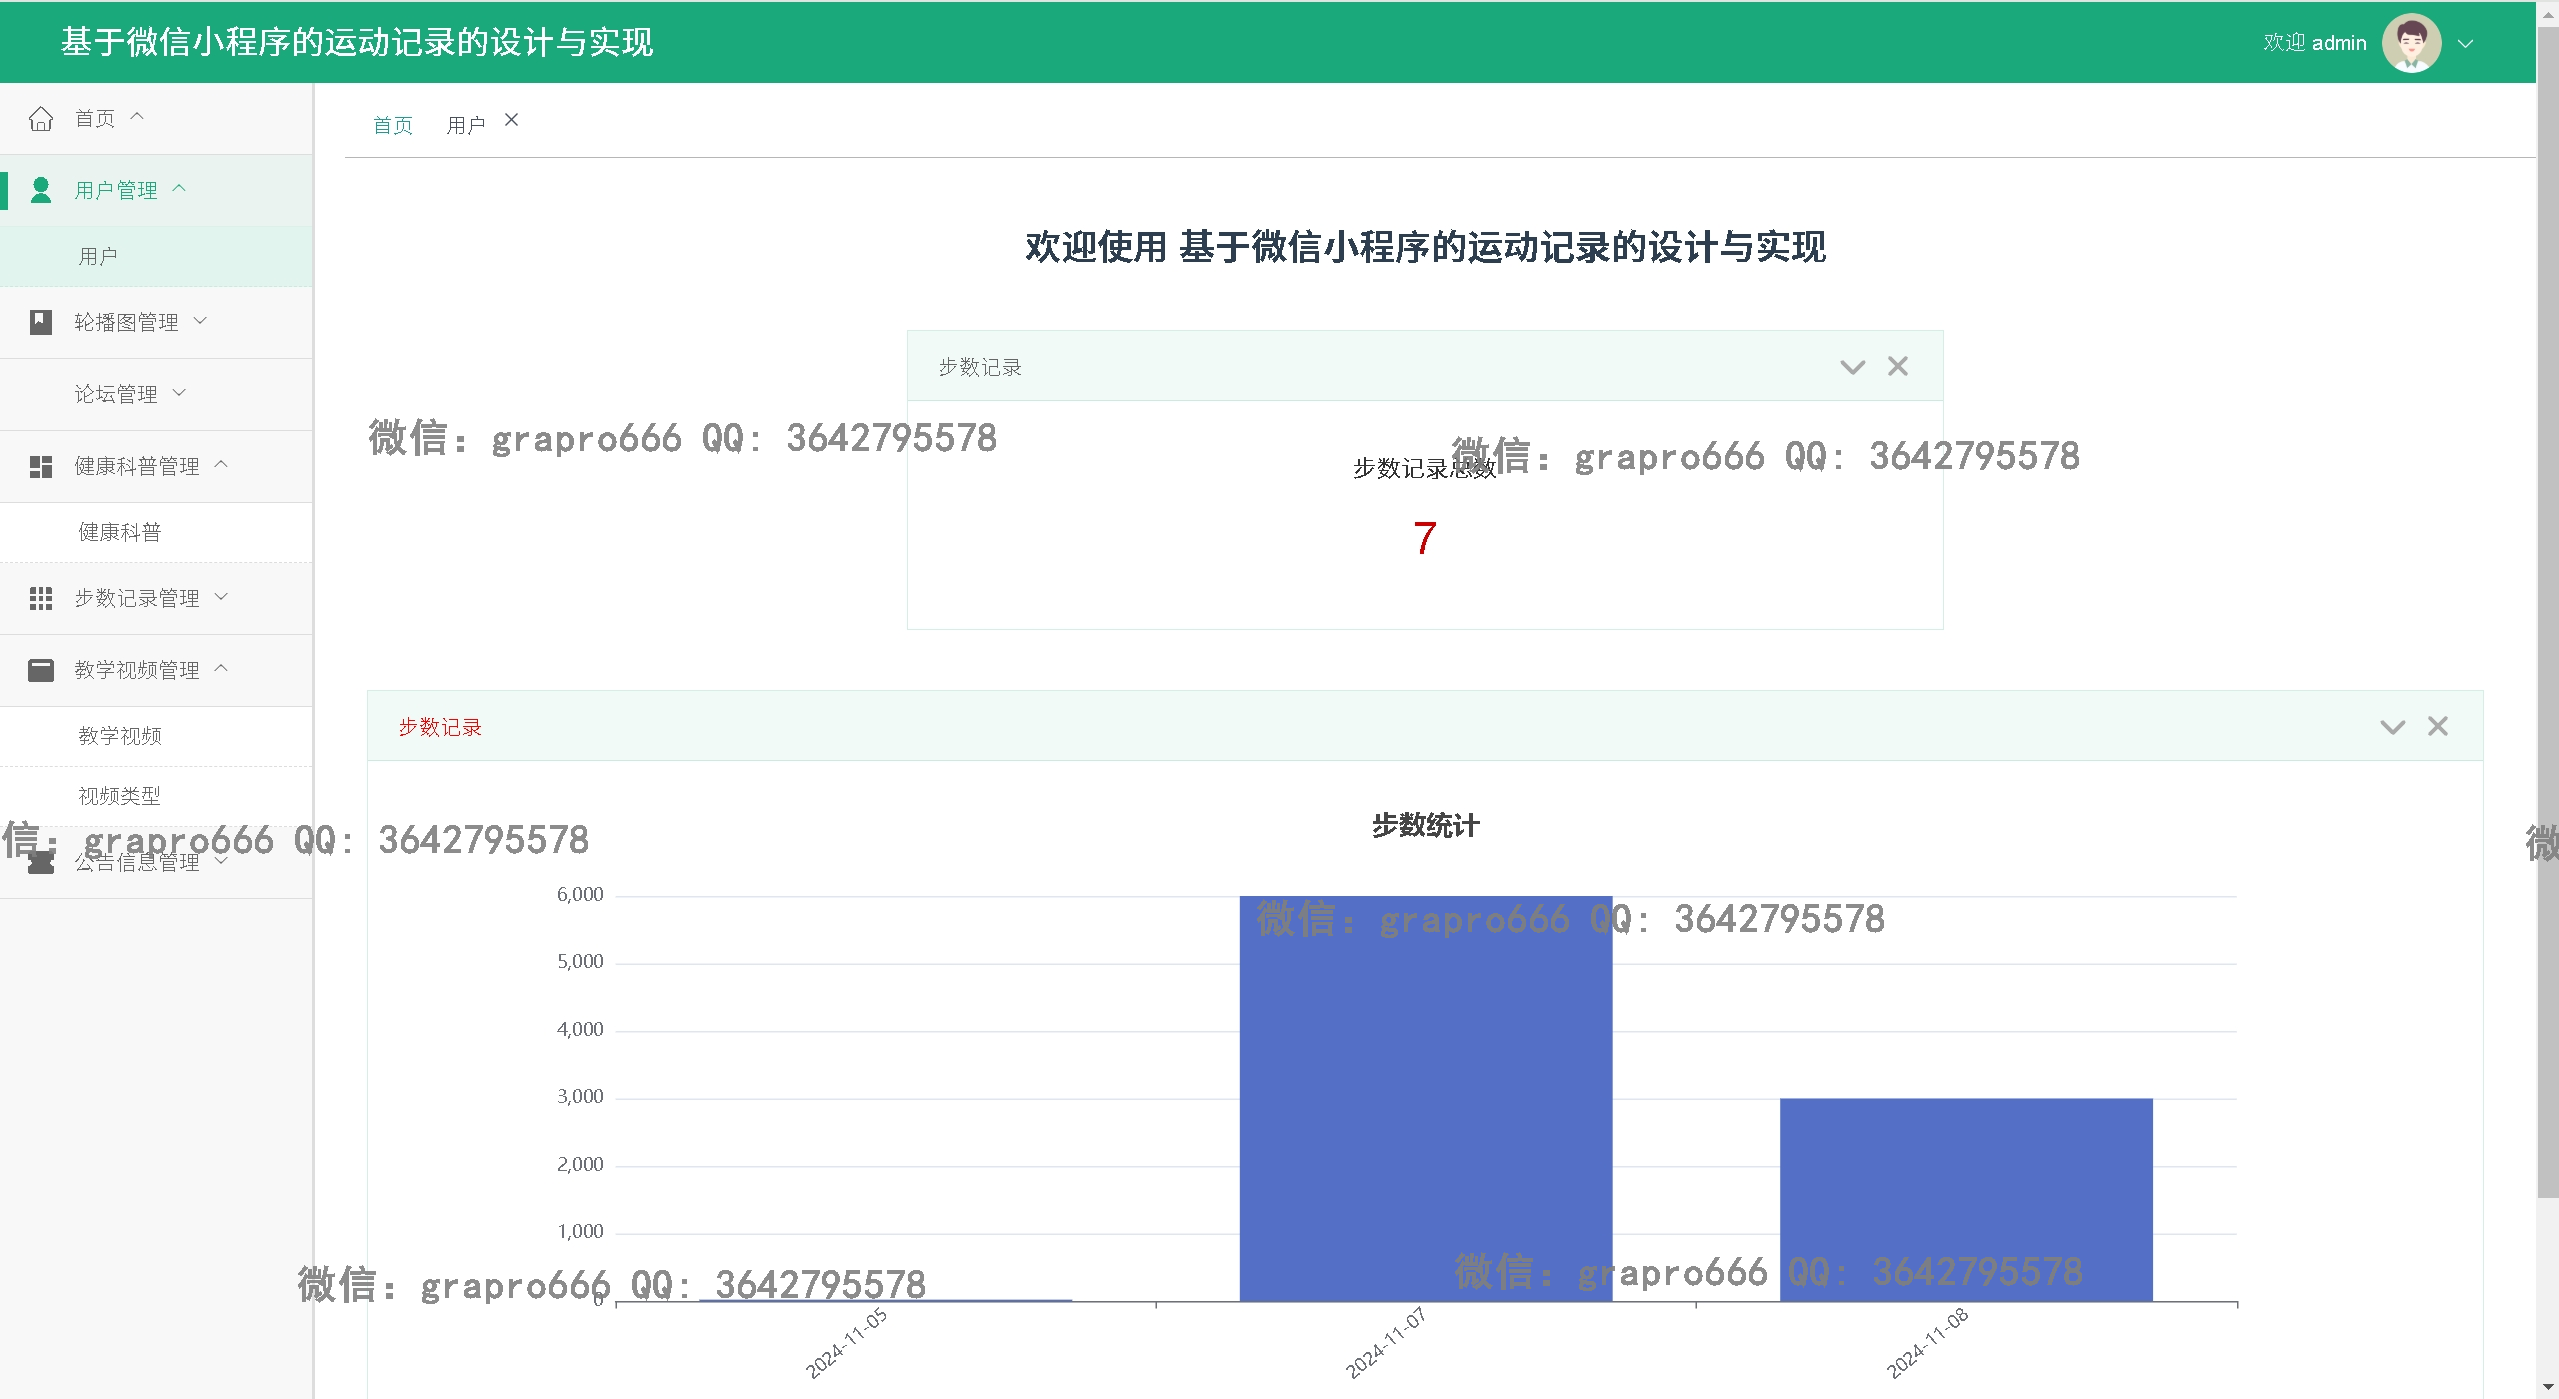 基于微信小程序的运动记录的设计与实现
欢迎 admin
首页
用户管理
用户
轮播图管理
论坛管理
健康科普管理
健康科普
步数记录管理
教学视频管理
教学视频
视频类型
公告信息管理
首页 用户
欢迎使用 基于微信小程序的运动记录的设计与实现
步数记录
微信: grapro666 QQ: 3642795578
微信: grapro666 QQ: 3642795578
步数记录总数
7
步数记录
步数统计
信: grapro666 QQ: 3642795578
微
6,000
微信: grapro666 QQ: 3642795578
5,000
4,000
3,000
2,000
1,000
微信: grapro666 QQ: 3642795578
微信: grapro666 QQ: 3642795578
0
2024-11-05
2024-11-07
2024-11-08